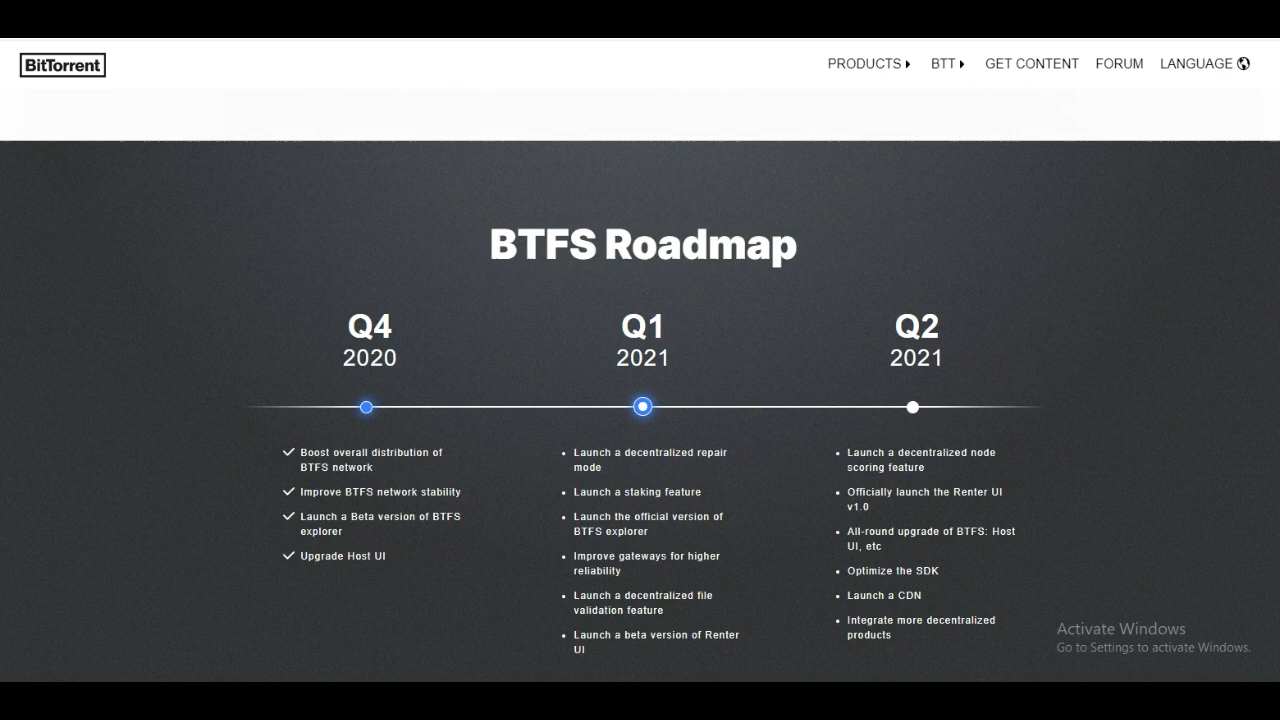 BitTorrent
PRODUCTS
BTT
GET CONTENT
FORUM
LANGUAGE
BTFS Roadmap
Q4
2020
Boost overall distribution of
BTFS network
Improve BTFS network stability
Launch a Beta version of BTFS
explorer
Upgrade Host UI
Q1
2021
Launch a decentralized repair
mode
Launch a staking feature
Launch the official version of
BTFS explorer
Improve gateways for higher
reliability
Launch a decentralized file
validation feature
Launch a beta version of Renter
UI
Q2
2021
Launch a decentralized node
scoring feature
Officially launch the Renter UI
v1.0
All-round upgrade of BTFS: Host
UI, etc
Optimize the SDK
Launch a CDN
Integrate more decentralized
products
Activate Windows
Go to Settings to activate Windows.